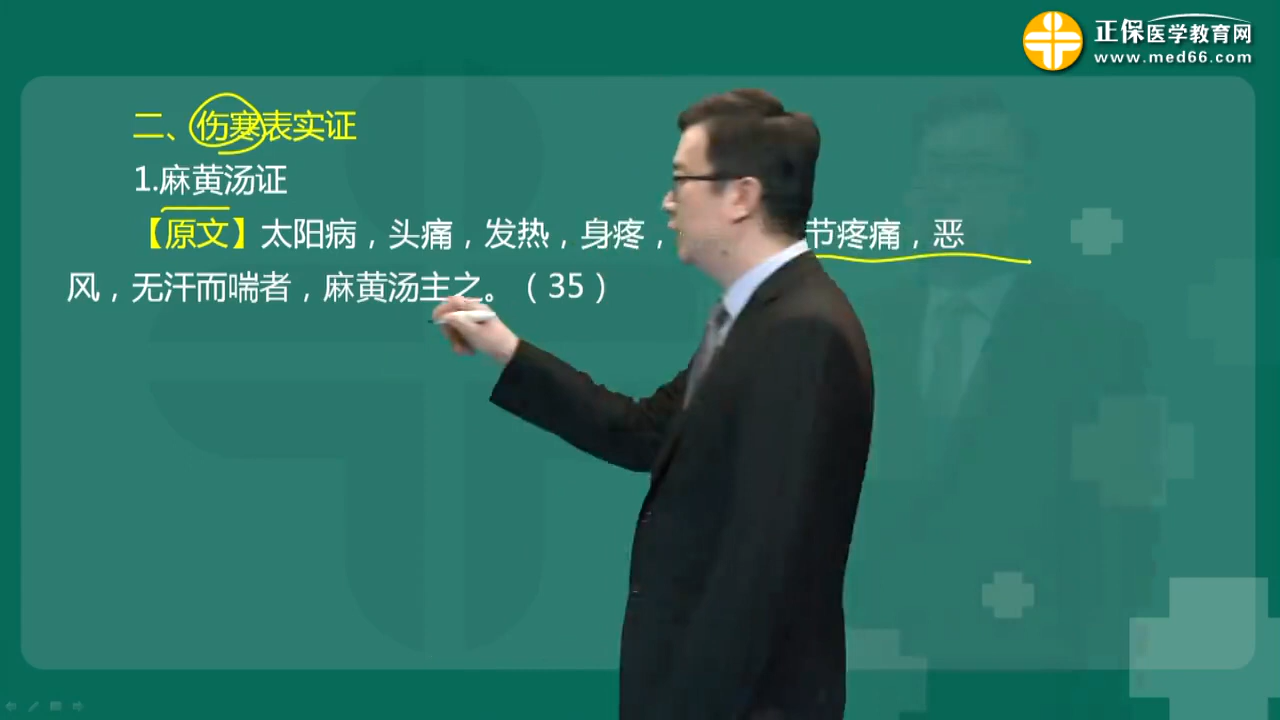 正保医学教育网
www.med66.com
二、伤寒表实证
1.麻黄汤证
【原文】太阳病，头痛，发热，身疼，节疼痛，恶
风，无汗而喘者，麻黄汤主之。（35）